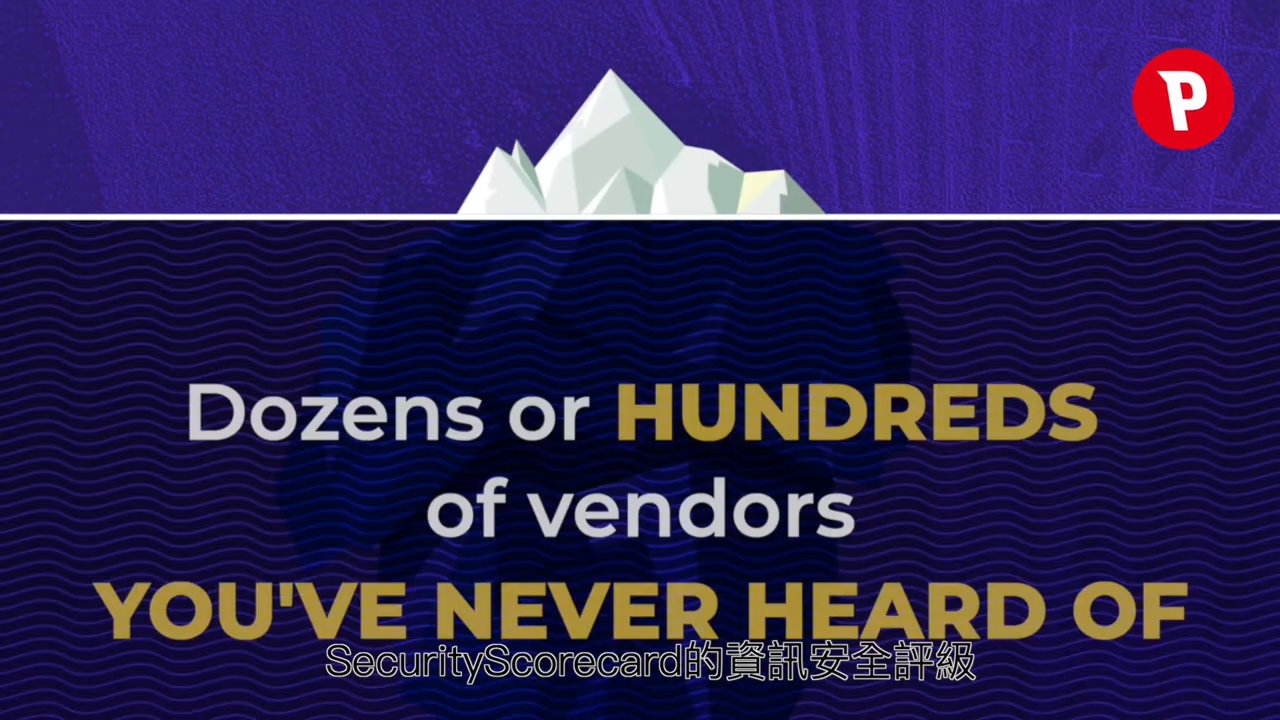 P
Dozens or HUNDREDS
of vendors
YOU'VE NEVER HEARD OF
SecurityScorecard的資訊安全評級